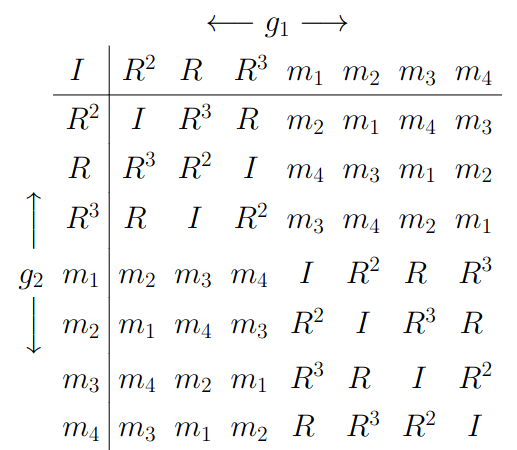 ⟵ g₁ ⟶
I R² R R³ m₁ m₂ m₃ m₄
R² I R³ R m₂ m₁ m₄ m₃
R R³ R² I m₄ m₃ m₁ m₂
R³ R I R² m₃ m₄ m₂ m₁
g₂ m₁ m₂ m₃ m₄ I R² R R³
m₂ m₁ m₄ m₃ R² I R³ R
m₃ m₄ m₂ m₁ R³ R I R²
m₄ m₃ m₁ m₂ R R³ R² I